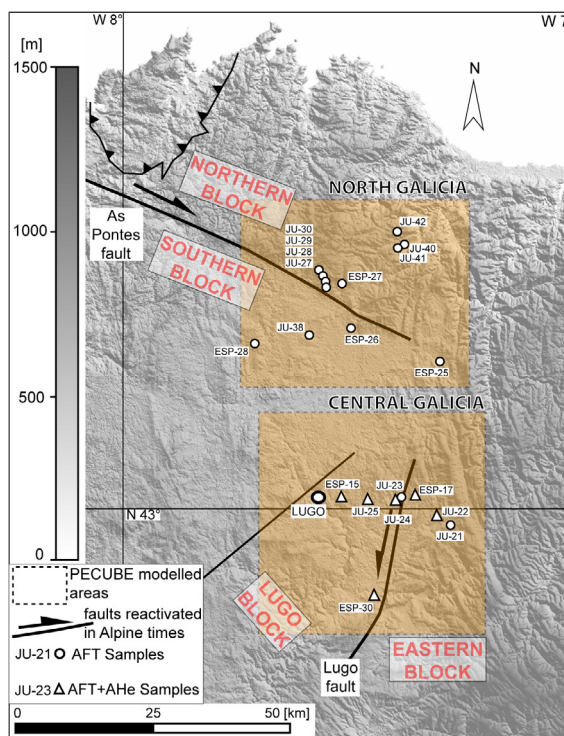 W 8°
W 7
[m]
1500
1000
500
0
N
NORTHERN
BLOCK
NORTH GALICIA
As
Pontes
fault
SOUTHERN
BLOCK
JU-30
JU-29
JU-28
JU-27
JU-42
JU-40
JU-41
ESP-27
JU-38
ESP-26
ESP-28
ESP-25
CENTRAL GALICIA
ESP-15
JU-23
ESP-17
LUGO
JU-25
JU-24
JU-22
JU-21
N 43°
ESP-30
LUGO
BLOCK
EASTERN
BLOCK
Lugo
fault
PECUBE modelled
areas
faults reactivated
in Alpine times
JU-21 AFT Samples
JU-23 AFT+AHe Samples
0 25 50 [km]